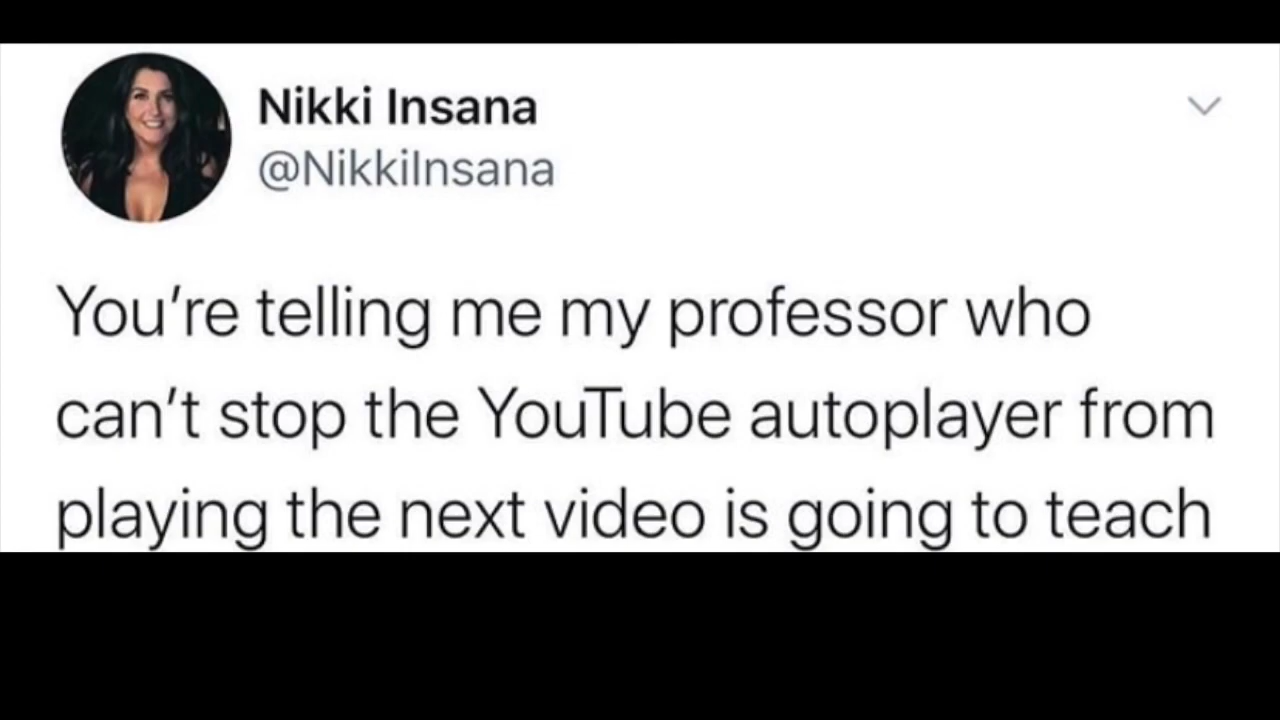 Nikki Insana
@NikkiInsana
You're telling me my professor who
can't stop the YouTube autoplayer from
playing the next video is going to teach